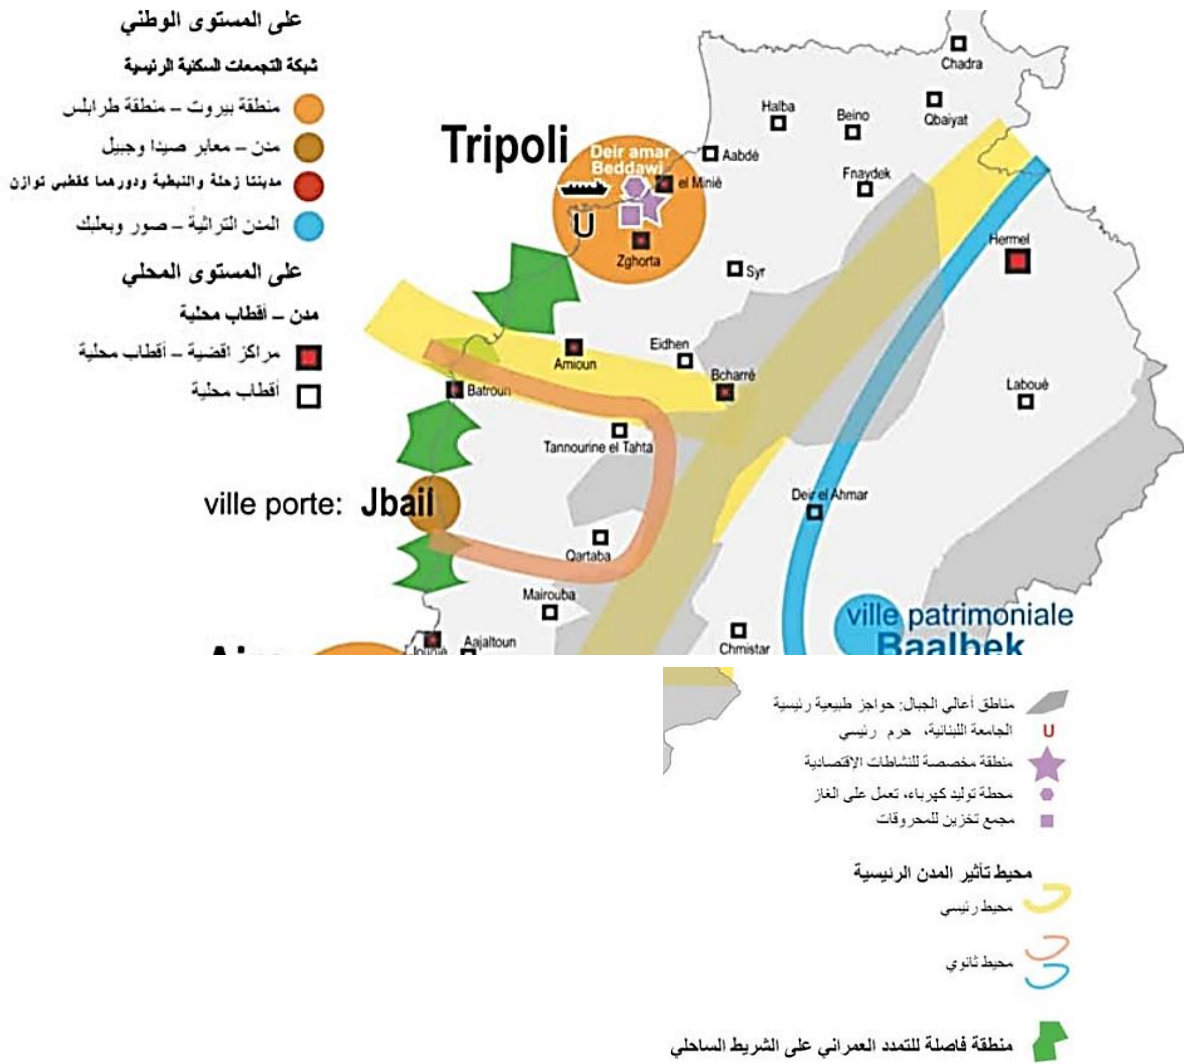 على المستوى الوطني
شبكة التجمعات السكنية الرئيسية
منطقة بيروت – منطقة طرابلس
مدن – معابر صيدا وجبيل
مدينتا زحلة والنبطية ودورهما كقطبي توازن
المدن التراثية – صور وبعلبك
على المستوى المحلي
مدن – أقطاب محلية
مراكز اقضية – أقطاب محلية
أقطاب محلية
Chadra
Halba
Beino
Qbaiyat
Tripoli
Deir amar
Beddawi
Aabdé
el Minié
Fnaydek
U
Zghorta
Syr
Hermel
Amioun
Eidhen
Bcharré
Batroun
Laboué
Tannourine el Tahta
ville porte: Jbail
Deir el Ahmar
Qartaba
Mairouba
ville patrimoniale
Baalbek
Aajaltoun
Jounié
Chmistar
مناطق أعالي الجبال: حواجز طبيعية رئيسية
الجامعة اللبنانية، حرم رئيسي U
منطقة مخصصة للنشاطات الإقتصادية
محطة توليد كهرباء، تعمل على الغاز
مجمع تخزين للمحروقات
محيط تأثير المدن الرئيسية
محيط رئيسي
محيط ثانوي
منطقة فاصلة للتمدد العمراني على الشريط الساحلي